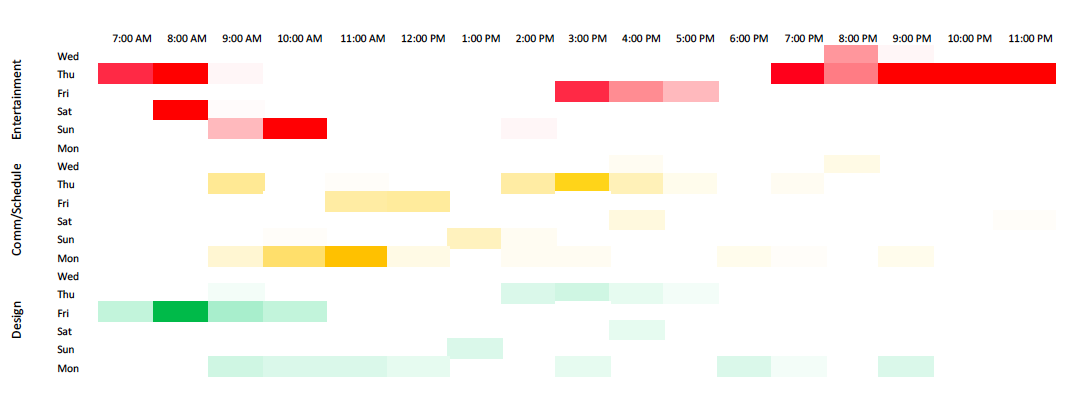 7:00 AM 8:00 AM 9:00 AM 10:00 AM 11:00 AM 12:00 PM 1:00 PM 2:00 PM 3:00 PM 4:00 PM 5:00 PM 6:00 PM 7:00 PM 8:00 PM 9:00 PM 10:00 PM 11:00 PM
Entertainment
Wed
Thu
Fri
Sat
Sun
Mon
Comm/Schedule
Wed
Thu
Fri
Sat
Sun
Mon
Design
Wed
Thu
Fri
Sat
Sun
Mon